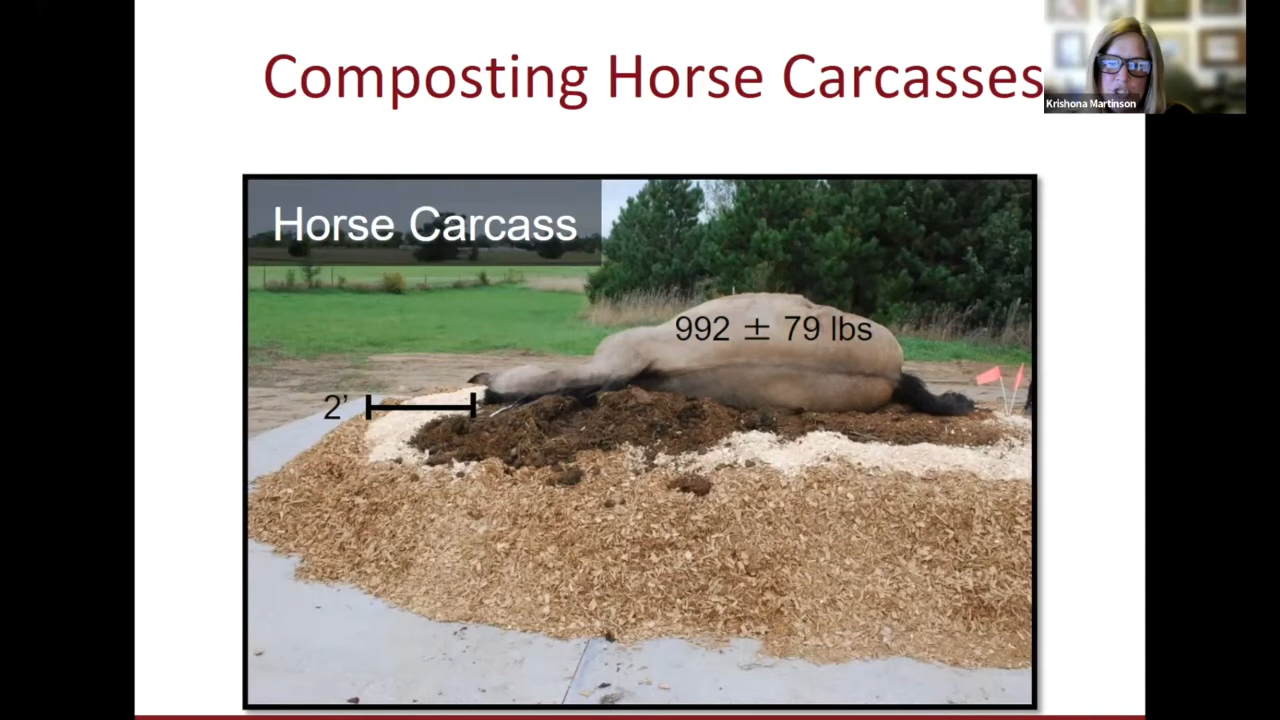 Composting Horse Carcasses
Krishona Martinson
Horse Carcass
992 ± 79 lbs
2’